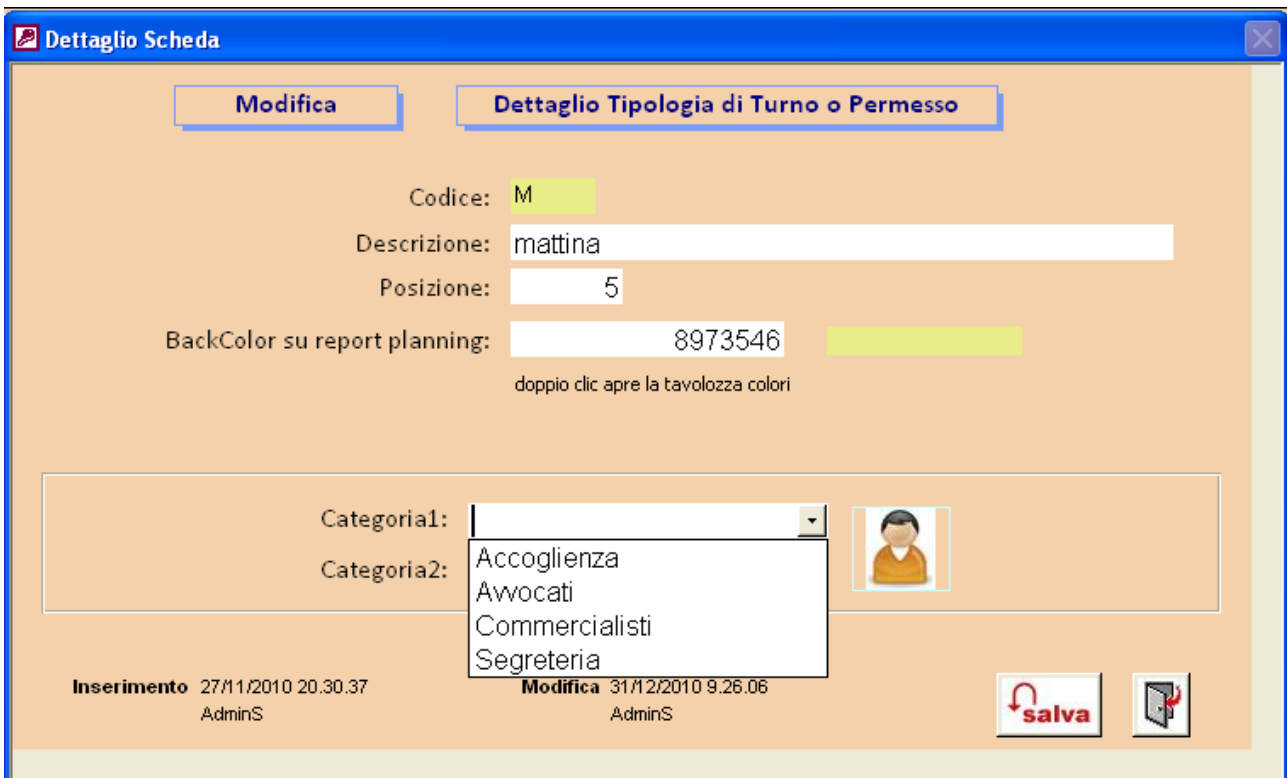 Dettaglio Scheda
Modifica Dettaglio Tipologia di Turno o Permesso
Codice: M
Descrizione: mattina
Posizione: 5
BackColor su report planning: 8973546
doppio clic apre la tavolozza colori
Categoria1:
Categoria2:
Accoglienza
Avvocati
Commercialisti
Segreteria
Inserimento 27/11/2010 20.30.37 Modifica 31/12/2010 9.26.06
AdminS AdminS
salva